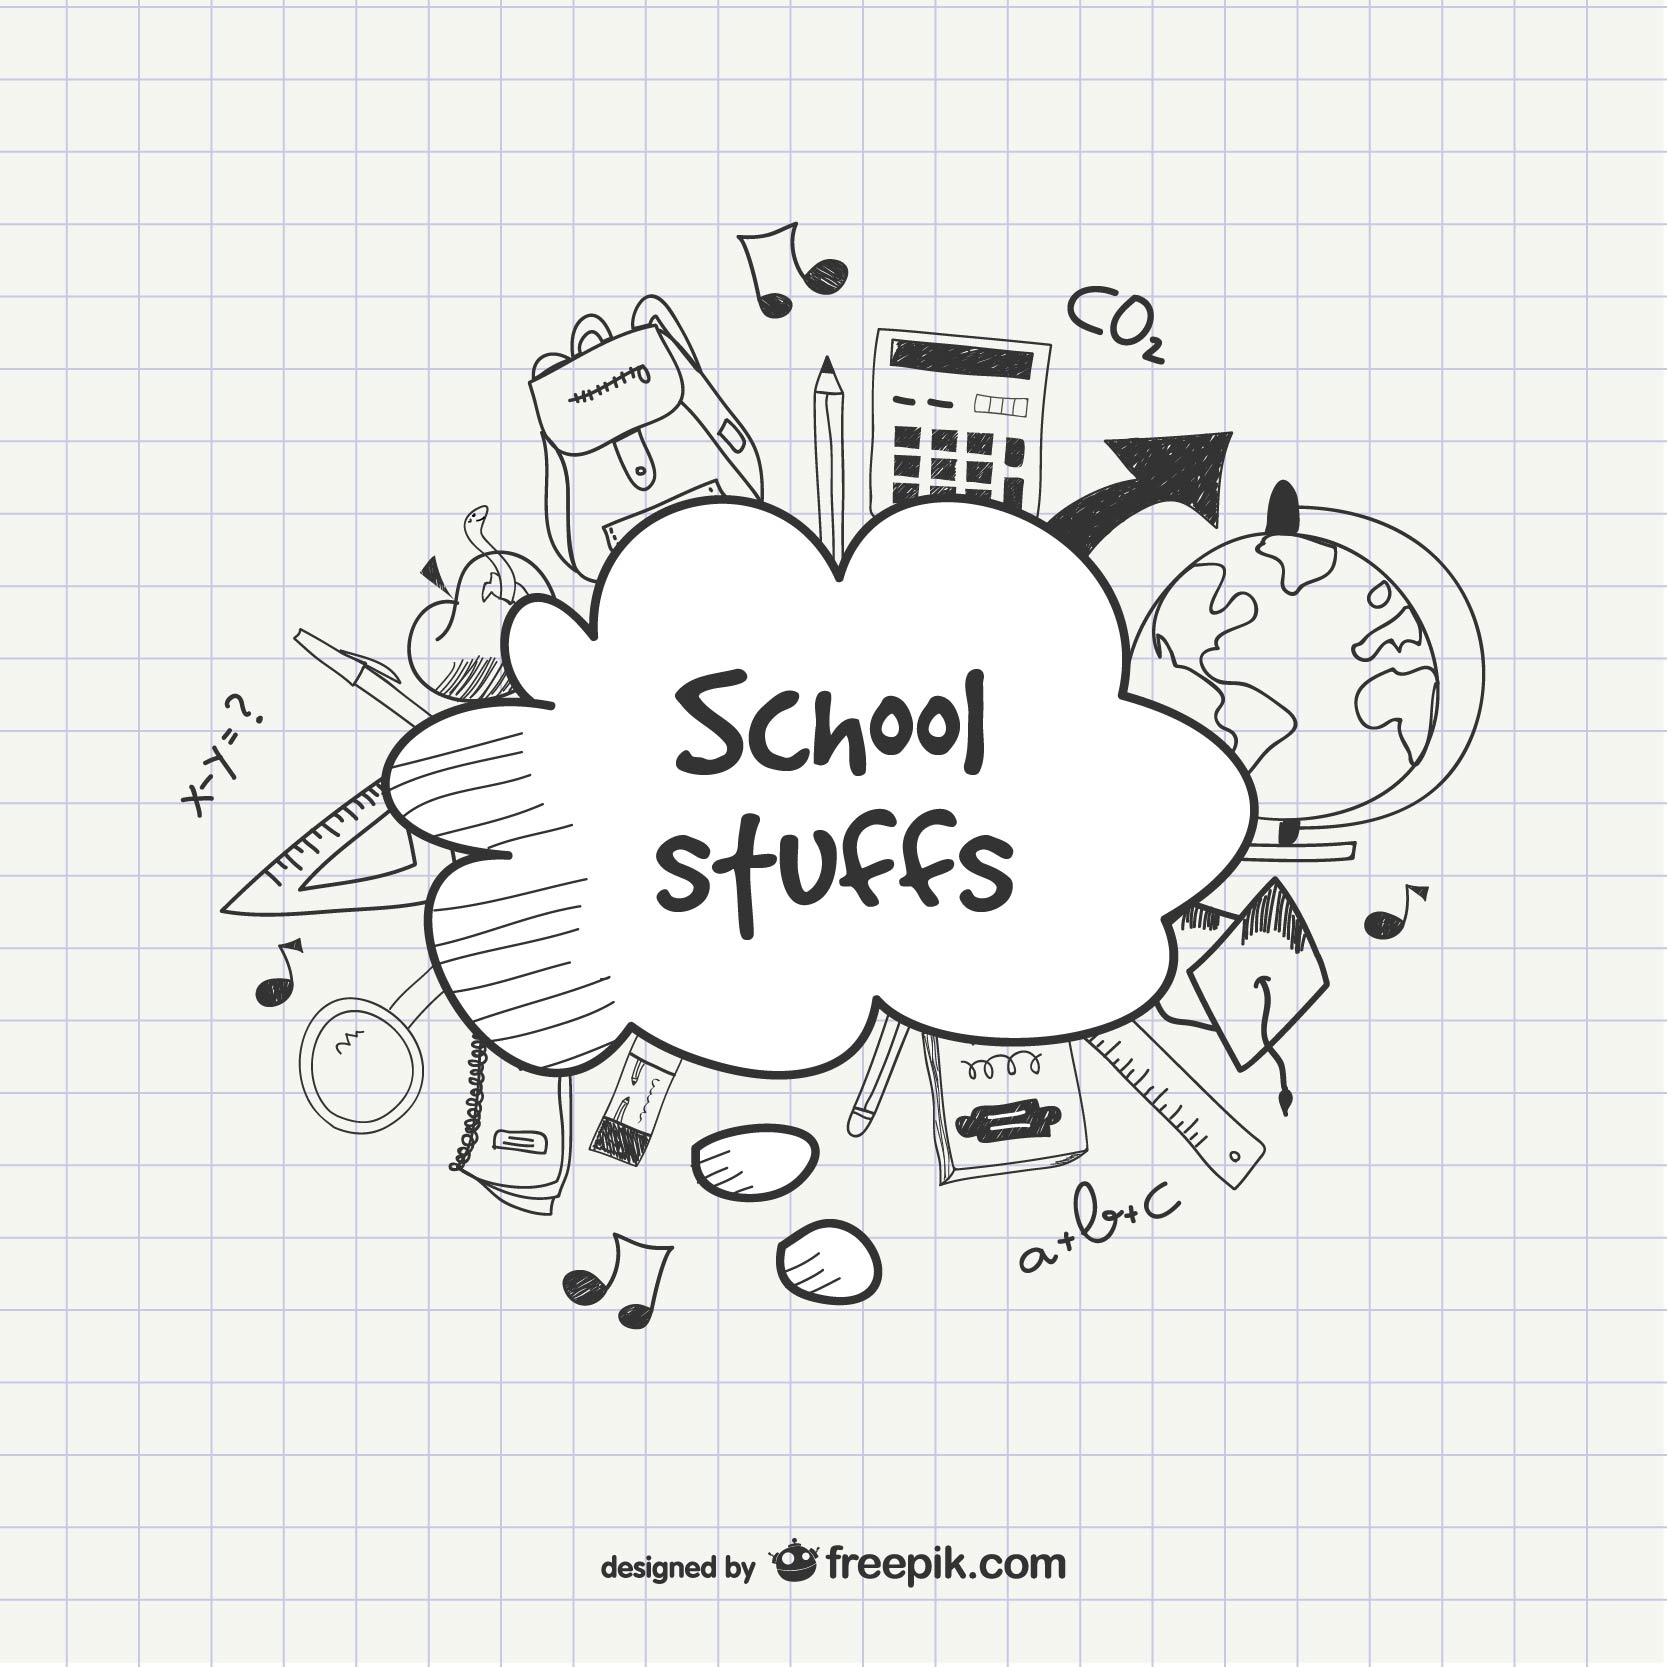 CO2
x-y=?
School
stuffs
a+b+c
designed by freepik.com